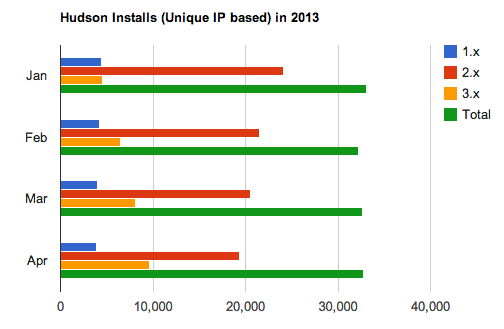 Hudson Installs (Unique IP based) in 2013
1.x
2.x
3.x
Total
Jan
Feb
Mar
Apr
0 10,000 20,000 30,000 40,000